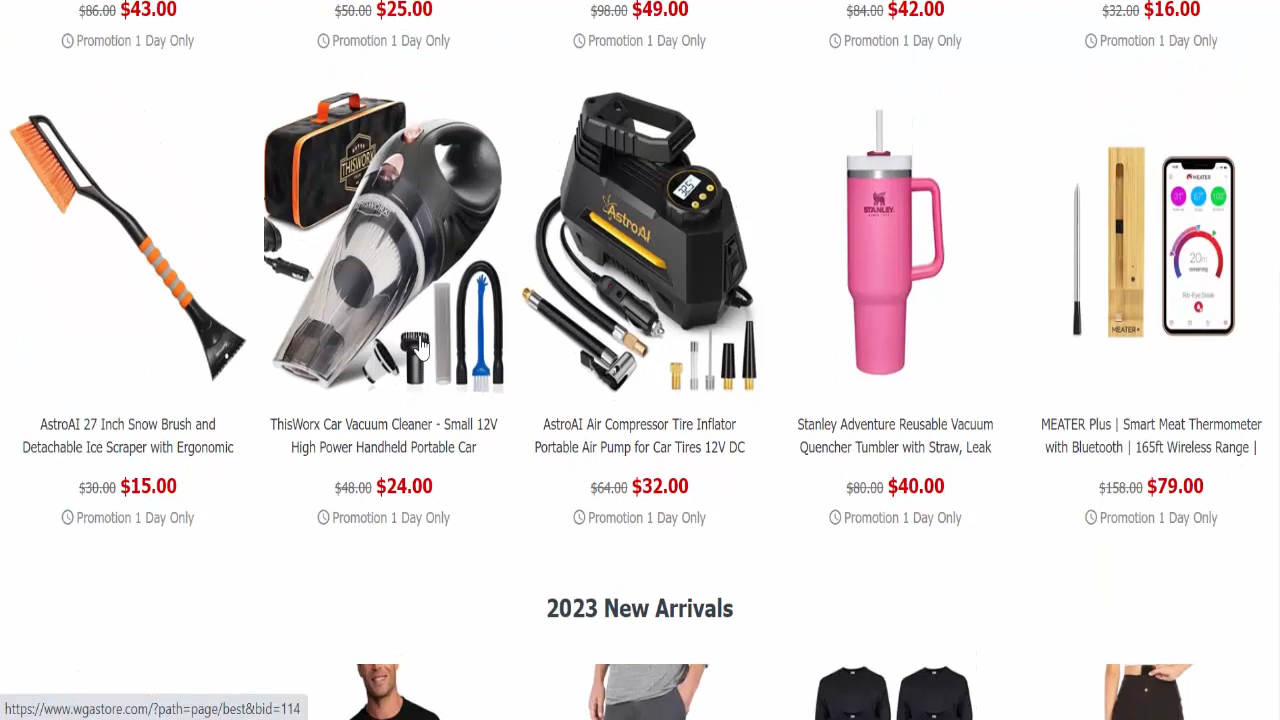 $86.00 $43.00
$50.00 $25.00
$98.00 $49.00
$84.00 $42.00
$32.00 $16.00
Promotion 1 Day Only
Promotion 1 Day Only
Promotion 1 Day Only
Promotion 1 Day Only
Promotion 1 Day Only
THISWORX
THISWORX
AstroAI
STANLEY
MEATER
20m
MEATER+
AstroAI 27 Inch Snow Brush and
Detachable Ice Scraper with Ergonomic
$30.00 $15.00
Promotion 1 Day Only
ThisWorx Car Vacuum Cleaner - Small 12V
High Power Handheld Portable Car
$48.00 $24.00
Promotion 1 Day Only
AstroAI Air Compressor Tire Inflator
Portable Air Pump for Car Tires 12V DC
$64.00 $32.00
Promotion 1 Day Only
Stanley Adventure Reusable Vacuum
Quencher Tumbler with Straw, Leak
$80.00 $40.00
Promotion 1 Day Only
MEATER Plus | Smart Meat Thermometer
with Bluetooth | 165ft Wireless Range |
$158.00 $79.00
Promotion 1 Day Only
2023 New Arrivals
https://www.wgastore.com/?path=page/best&bid=114